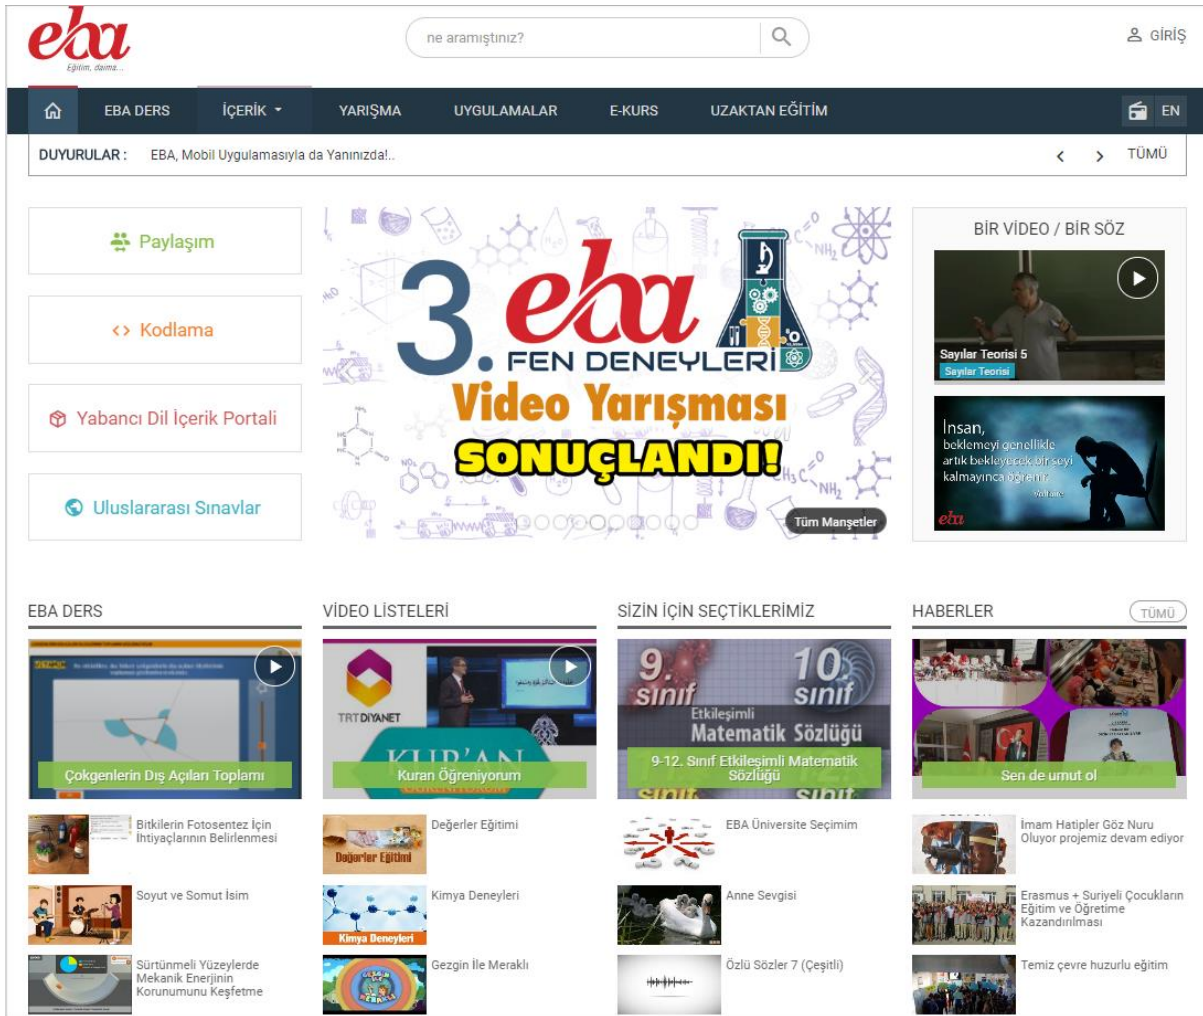 eba
Eğitim, daima...
ne aramıştınız?
GİRİŞ
EBA DERS
İÇERİK
YARIŞMA
UYGULAMALAR
E-KURS
UZAKTAN EĞİTİM
EN
DUYURULAR :
EBA, Mobil Uygulamasıyla da Yanınızda!..
TÜMÜ
Paylaşım
<> Kodlama
Yabancı Dil İçerik Portali
Uluslararası Sınavlar
3. eba
FEN DENEYLERİ
Video Yarışması
SONUÇLANDI!
Tüm Manşetler
BİR VİDEO / BİR SÖZ
Sayılar Teorisi 5
Sayılar Teorisi
İnsan,
beklemeyi genellikle
artık bekleyecek bir şeyi
kalmayınca öğrenir.
Voltaire
eba
EBA DERS
Çokgenlerin Dış Açıları Toplamı
Bitkilerin Fotosentez İçin
İhtiyaçlarının Belirlenmesi
Soyut ve Somut İsim
Sürtünmeli Yüzeylerde
Mekanik Enerjinin
Korunumunu Keşfetme
VİDEO LİSTELERİ
TRT DİYANET
KUR'AN
ÖĞRENİYORUM
Kuran Öğreniyorum
Değerler Eğitimi
Değerler Eğitimi
Kimya Deneyleri
Kimya Deneyleri
Gezgin İle Meraklı
SİZİN İÇİN SEÇTİKLERİMİZ
9.
sınıf
10.
sınıf
Etkileşimli
Matematik Sözlüğü
9-12. Sınıf Etkileşimli Matematik
Sözlüğü
EBA Üniversite Seçimim
Anne Sevgisi
Özlü Sözler 7 (Çeşitli)
HABERLER
TÜMÜ
Sen de umut ol
İmam Hatipler Göz Nuru
Oluyor projemiz devam ediyor
Erasmus + Suriyeli Çocukların
Eğitim ve Öğretime
Kazandırılması
Temiz çevre huzurlu eğitim